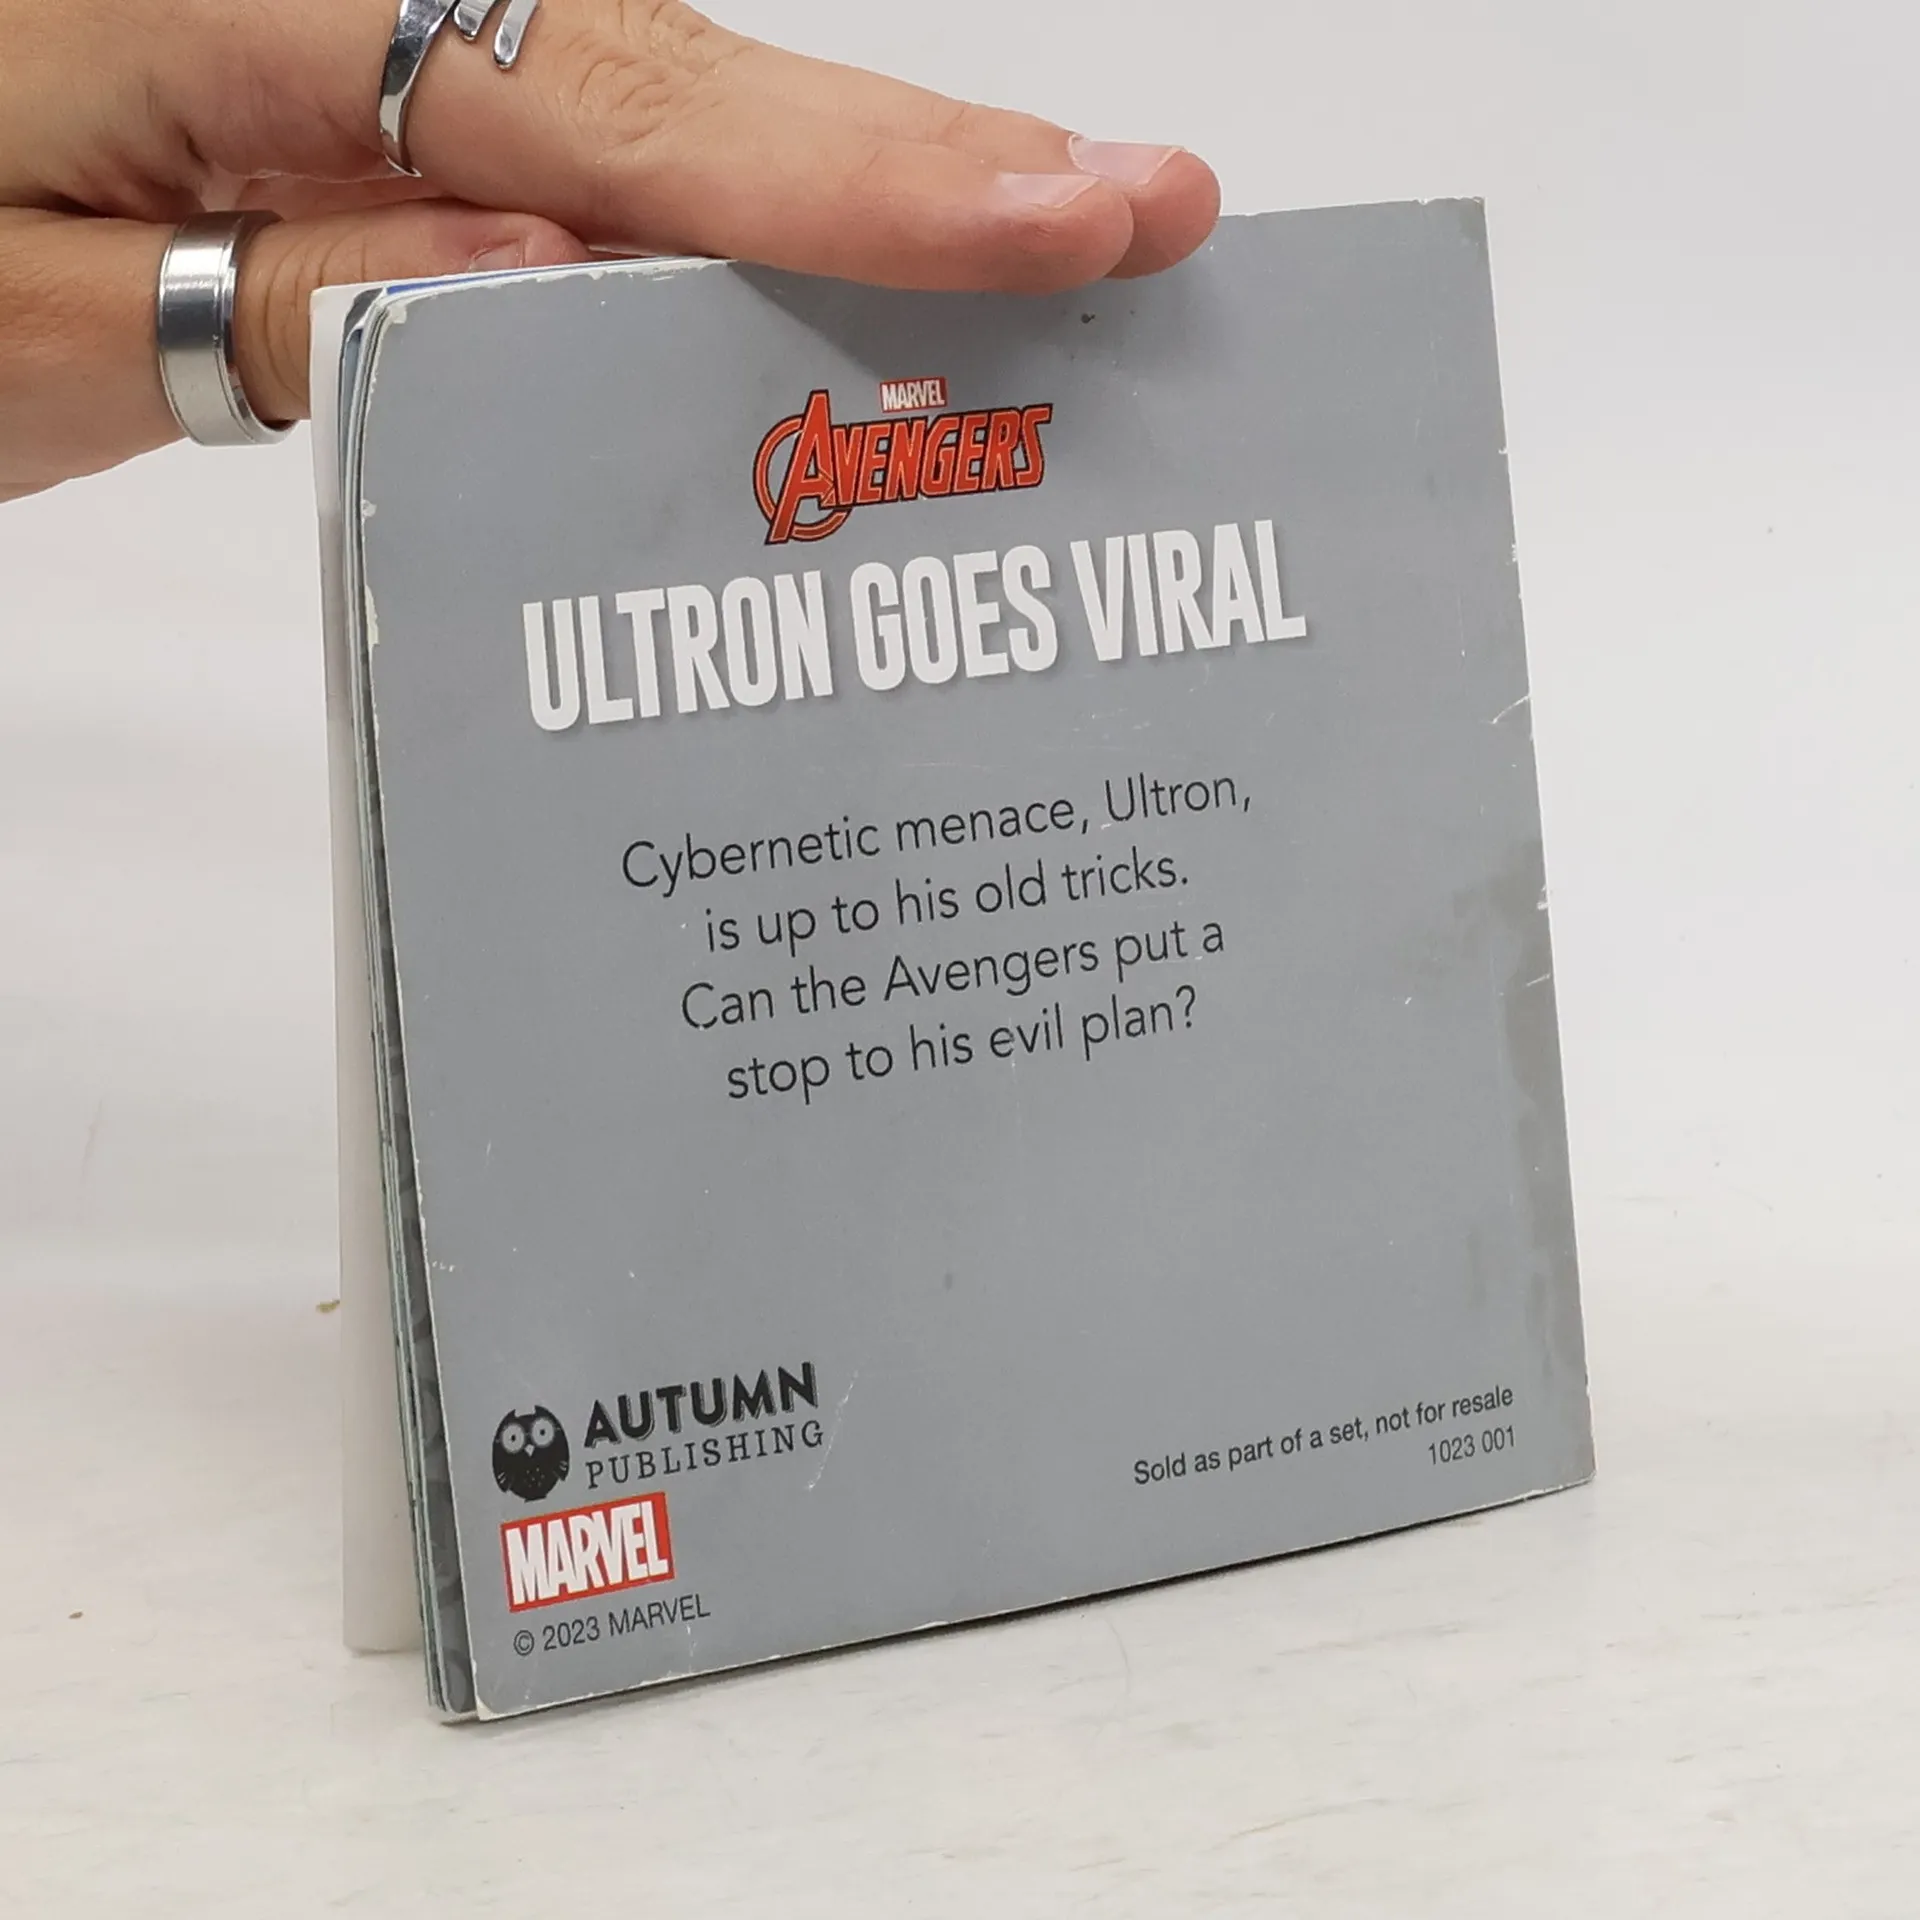 MARVEL
AVENGERS
ULTRON GOES VIRAL
Cybernetic menace, Ultron,
is up to his old tricks.
Can the Avengers put a
stop to his evil plan?
AUTUMN
PUBLISHING
MARVEL
© 2023 MARVEL
Sold as part of a set, not for resale
1023 001